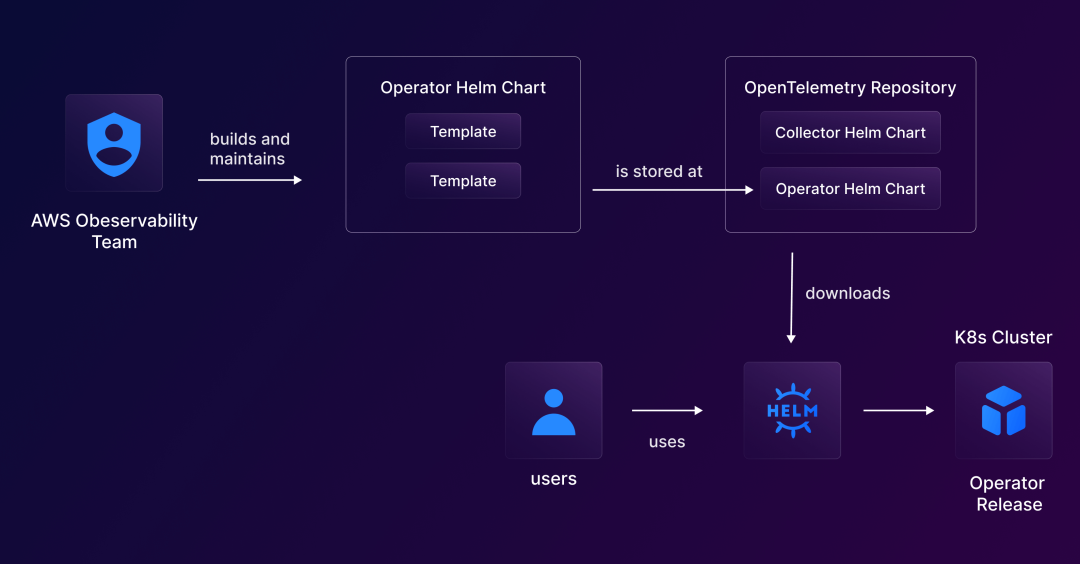 Operator Helm Chart
Template
Template
OpenTelemetry Repository
Collector Helm Chart
Operator Helm Chart
builds and
maintains
is stored at
AWS Obeservability
Team
downloads
K8s Cluster
HELM
uses
users
Operator
Release